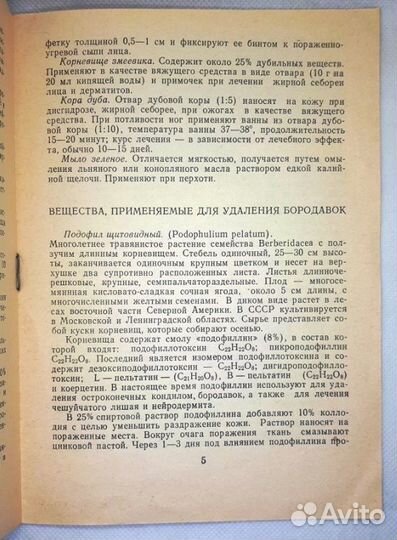 фетку толщиной 0,5—1 см и фиксируют ее бинтом к пораженно-
угревой сыпи лица.
Корневище змеевика. Содержит около 25% дубильных веществ.
Применяют в качестве вяжущего средства в виде отвара (10 г на
20 мл кипящей воды) и примочек при лечении жирной себореи
лица и дерматитов.
Кора дуба. Отвар дубовой коры (1:5) наносят на кожу при
дисгидрозе, жирной себорее, при ожогах в качестве вяжущего
средства. При потливости ног применяют ванны из отвара дубо-
вой коры (1:10), температура ванны 37—38°, продолжительность
15—20 минут; курс лечения — в зависимости от лечебного эффек-
та, обычно 10—15 дней.
Мыло зеленое. Отличается мягкостью, получается путем омы-
ления льняного или конопляного масла раствором едкой калий-
ной щелочи. Применяют при перхоти.
ВЕЩЕСТВА, ПРИМЕНЯЕМЫЕ ДЛЯ УДАЛЕНИЯ БОРОДАВОК
Подофил щитовидный. (Podophulium pelatum).
Многолетнее травянистое растение семейства Berberidacea с пол-
зучим длинным корневищем. Стебель одиночный, 25—30 см высо-
ты, заканчивается одиночным крупным цветком и несет на вер-
хушке два супротивно расположенных листа. Листья длинноче-
решковые, крупные, семипальчатораздельные. Плод — многосе-
мянная кисловато-сладкая сочная ягода, около 5 см длины, с
многочисленными желтыми семенами. В диком виде растет в ле-
сах восточной части Северной Америки. В СССР культивируется
в Московской и Ленинградской областях. Сырье представляет со-
бой куски корневищ, которые собирают осенью.
Корневища содержат смолу «подофиллин» (8%), в состав ко-
торой входят: подофиллотоксин C22H22O8; пикроподофиллин
C22H22O8. Последний является изомером подофиллотоксина и со-
держит дезоксиподофиллотоксин — C22H22O8; дигидроподофилло-
токсин; L — пельтатин — (C21H20O8), B — пельтатин (C22H22O8)
и кверцетин. В настоящее время подофиллин используют для уда-
ления остроконечных кондилом, бородавок, а также для лечения
чешуйчатого лишая и нейродермита.
В 25% спиртовой раствор подофиллина добавляют 10% колло-
дия с целью уменьшить раздражение кожи. Раствор наносят на
пораженные места. Вокруг очага поражения ткань смазывают
цинковой пастой. Через 1—3 дня под влиянием подофиллина про-
5
Avito